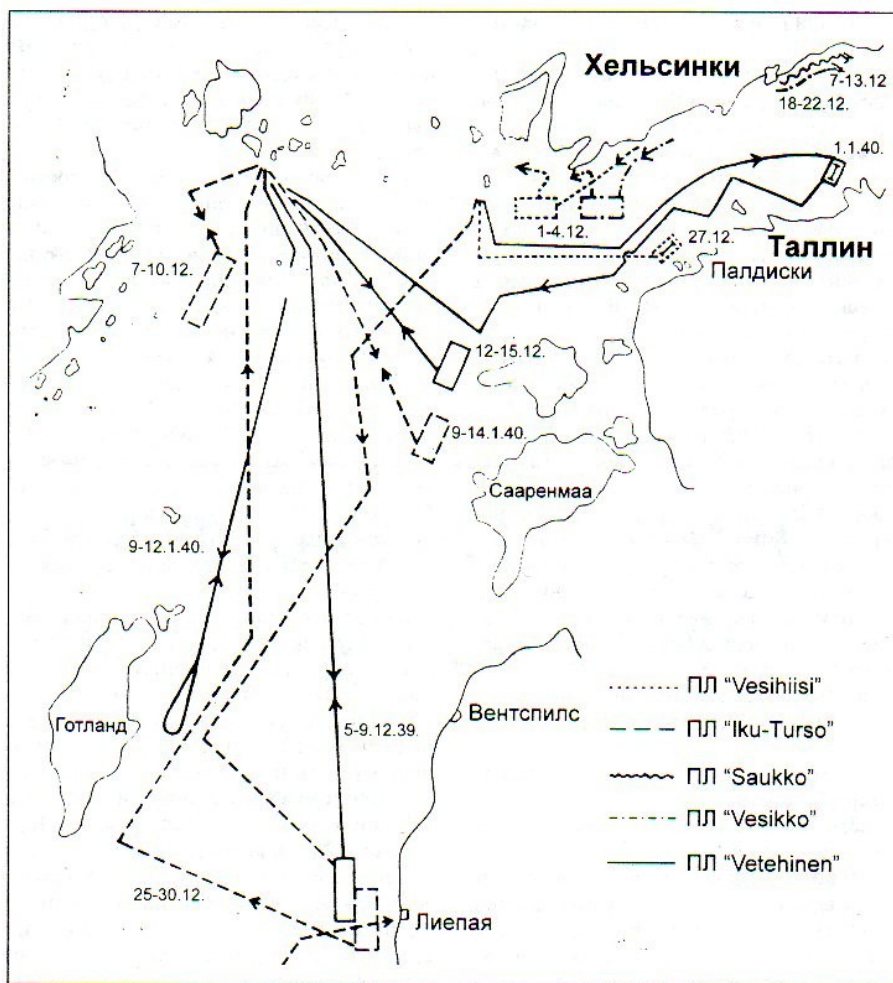 Хельсинки
7-13.12
18-22.12.
1.1.40.
1-4.12.
27.12.
Таллин
Палдиски
7-10.12.
12-15.12.
9-14.1.40.
Сааренмаа
9-12.1.40.
Готланд
5-9.12.39.
Вентспилс
25-30.12.
Лиепая
ПЛ "Vesihiisi"
ПЛ "Iku-Turso"
ПЛ "Saukko"
ПЛ "Vesikko"
ПЛ "Vetehinen"